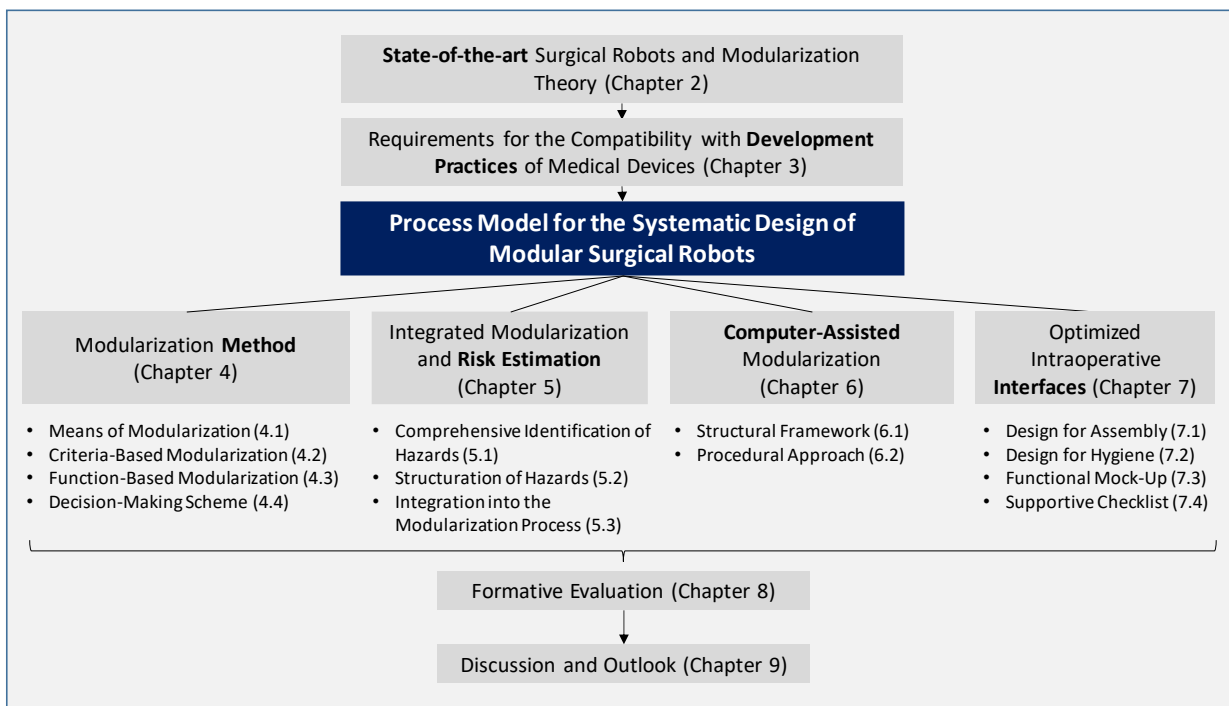 State-of-the-art Surgical Robots and Modularization
Theory (Chapter 2)
Requirements for the Compatibility with Development
Practices of Medical Devices (Chapter 3)
Process Model for the Systematic Design of
Modular Surgical Robots
Modularization Method
(Chapter 4)
• Means of Modularization (4.1)
• Criteria-Based Modularization (4.2)
• Function-Based Modularization (4.3)
• Decision-Making Scheme (4.4)
Integrated Modularization
and Risk Estimation
(Chapter 5)
• Comprehensive Identification of
Hazards (5.1)
• Structuration of Hazards (5.2)
• Integration into the
Modularization Process (5.3)
Computer-Assisted
Modularization
(Chapter 6)
• Structural Framework (6.1)
• Procedural Approach (6.2)
Optimized
Intraoperative
Interfaces (Chapter 7)
• Design for Assembly (7.1)
• Design for Hygiene (7.2)
• Functional Mock-Up (7.3)
• Supportive Checklist (7.4)
Formative Evaluation (Chapter 8)
Discussion and Outlook (Chapter 9)